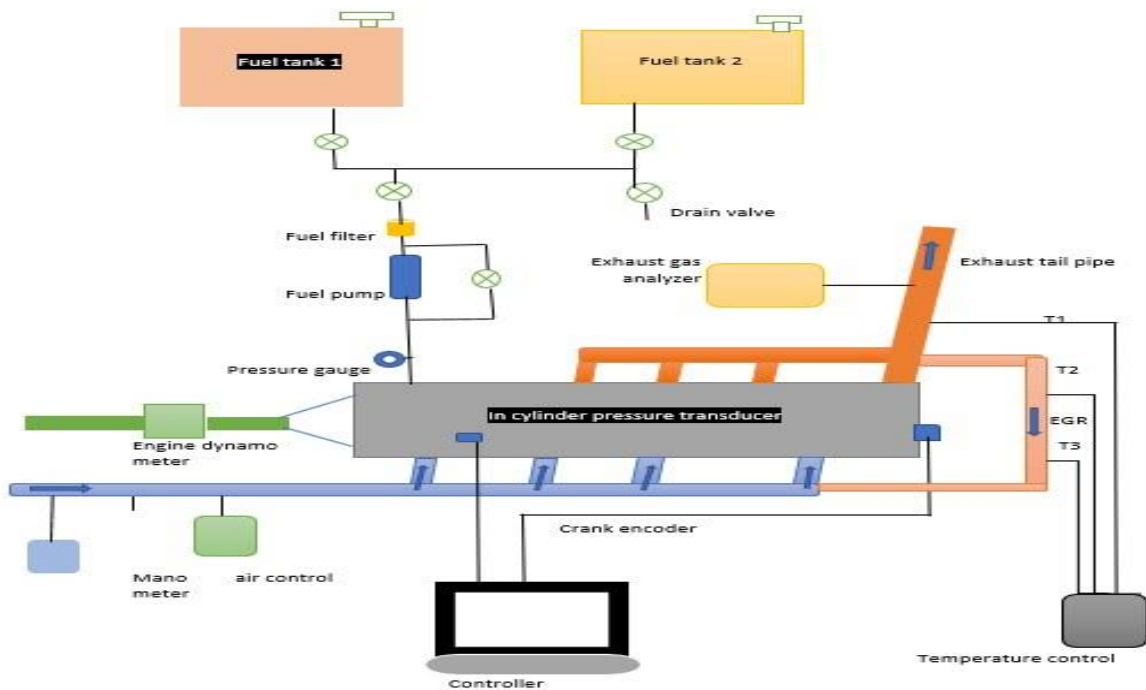 Fuel tank 1
Fuel tank 2
Drain valve
Fuel filter
Exhaust gas
analyzer
Exhaust tail pipe
Fuel pump
T1
Pressure gauge
T2
In cylinder pressure transducer
EGR
Engine dynamo
meter
T3
Crank encoder
Mano
meter
air control
Temperature control
Controller